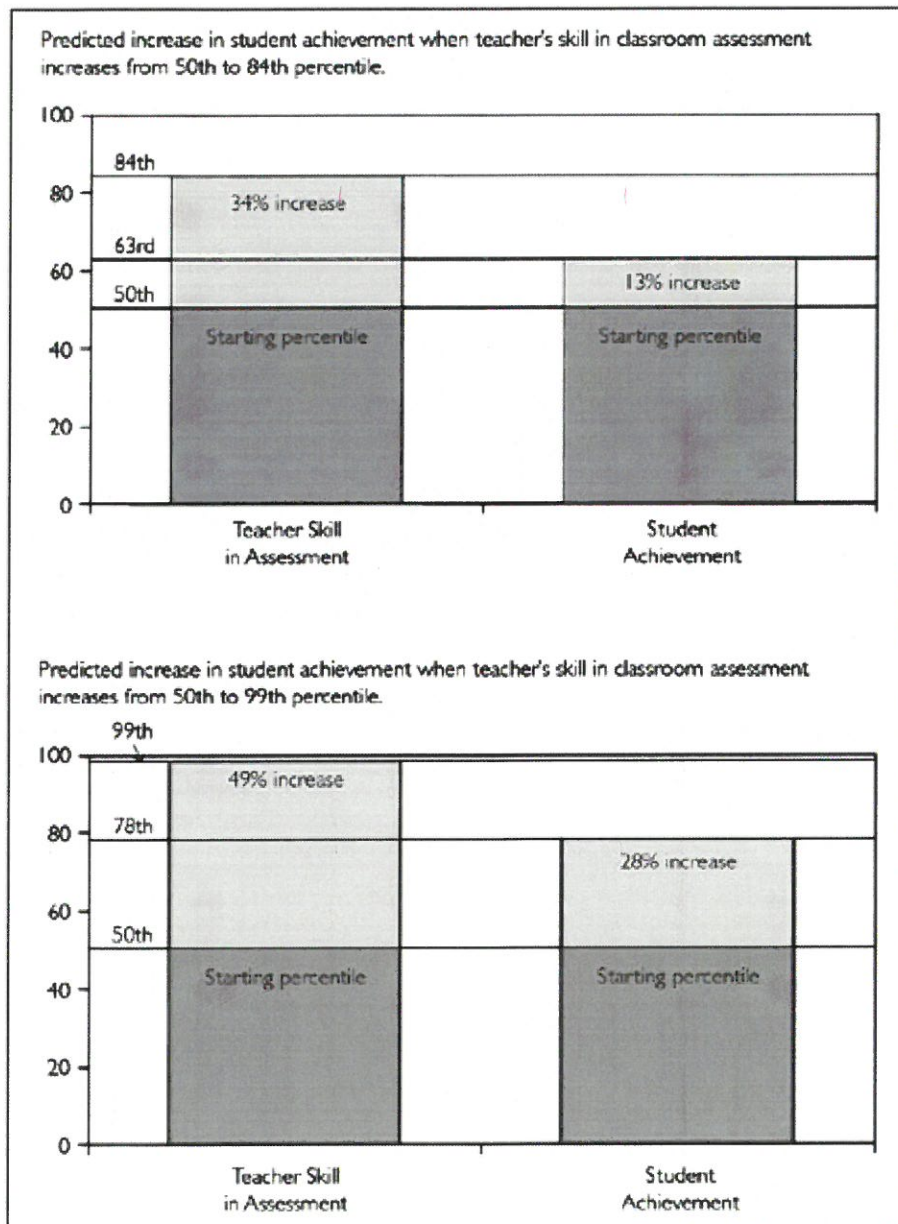 Predicted increase in student achievement when teacher's skill in classroom assessment
increases from 50th to 84th percentile.
100
84th
80
34% increase
63rd
60
13% increase
50th
Starting percentile
Starting percentile
40
20
0
Teacher Skill
in Assessment
Student
Achievement
Predicted increase in student achievement when teacher's skill in classroom assessment
increases from 50th to 99th percentile.
99th
100
49% increase
78th
80
28% increase
60
50th
Starting percentile
Starting percentile
40
20
0
Teacher Skill
in Assessment
Student
Achievement